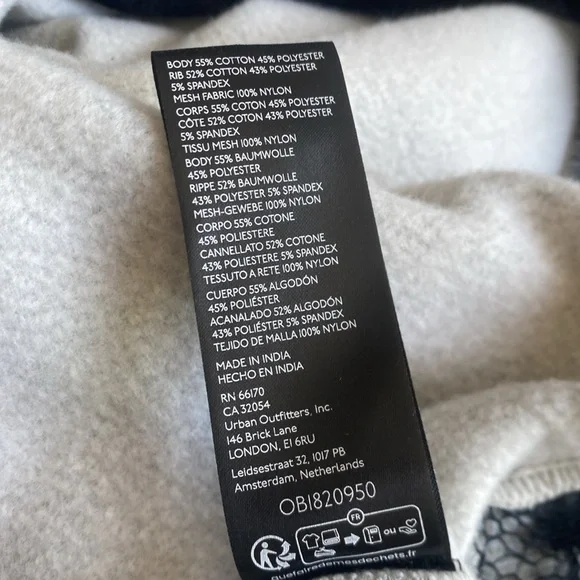 BODY 55% COTTON 45% POLYESTER
RIB 52% COTTON 43% POLYESTER
5% SPANDEX
MESH FABRIC 100% NYLON
CORPS 55% COTON 45% POLYESTER
CÔTE 52% COTON 43% POLYESTER
5% SPANDEX
TISSU MESH 100% NYLON
BODY 55% BAUMWOLLE
45% POLYESTER
RIPPE 52% BAUMWOLLE
43% POLYESTER 5% SPANDEX
MESH-GEWEBE 100% NYLON
CORPO 55% COTONE
45% POLIESTERE
CANNELLATO 52% COTONE
43% POLIESTERE 5% SPANDEX
TESSUTO A RETE 100% NYLON
CUERPO 55% ALGODÓN
45% POLIÉSTER
ACANALADO 52% ALGODÓN
43% POLIÉSTER 5% SPANDEX
TEJIDO DE MALLA 100% NYLON
MADE IN INDIA
HECHO EN INDIA
RN 66170
CA 32054
Urban Outfitters, Inc.
146 Brick Lane
LONDON, E1 6RU
Leidsestraat 32, 1017 PB
Amsterdam, Netherlands
OB1820950
FR
ou
quefairedemesdechets.fr